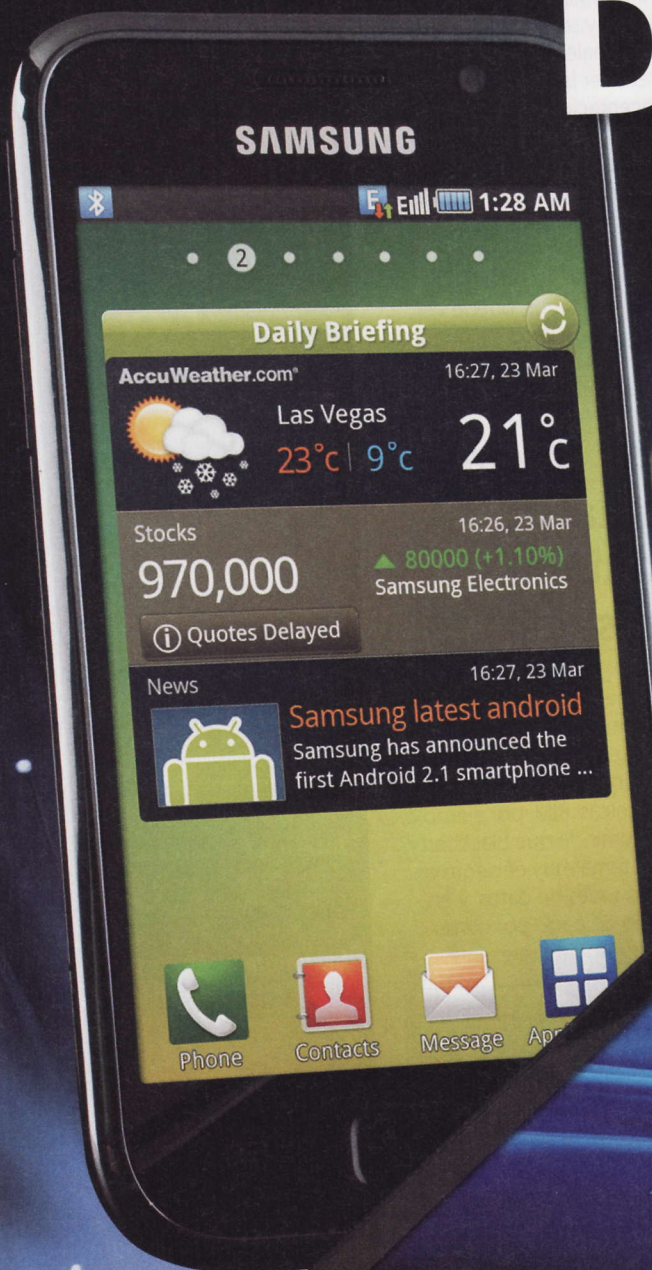 D
SAMSUNG
E E 1:28 AM
2
Daily Briefing
AccuWeather.com®
16:27, 23 Mar
Las Vegas
23°c | 9°c
21°c
Stocks
16:26, 23 Mar
970,000
▲ 80000 (+1.10%)
Samsung Electronics
i Quotes Delayed
News
16:27, 23 Mar
Samsung latest android
Samsung has announced the
first Android 2.1 smartphone ...
Phone
Contacts
Message